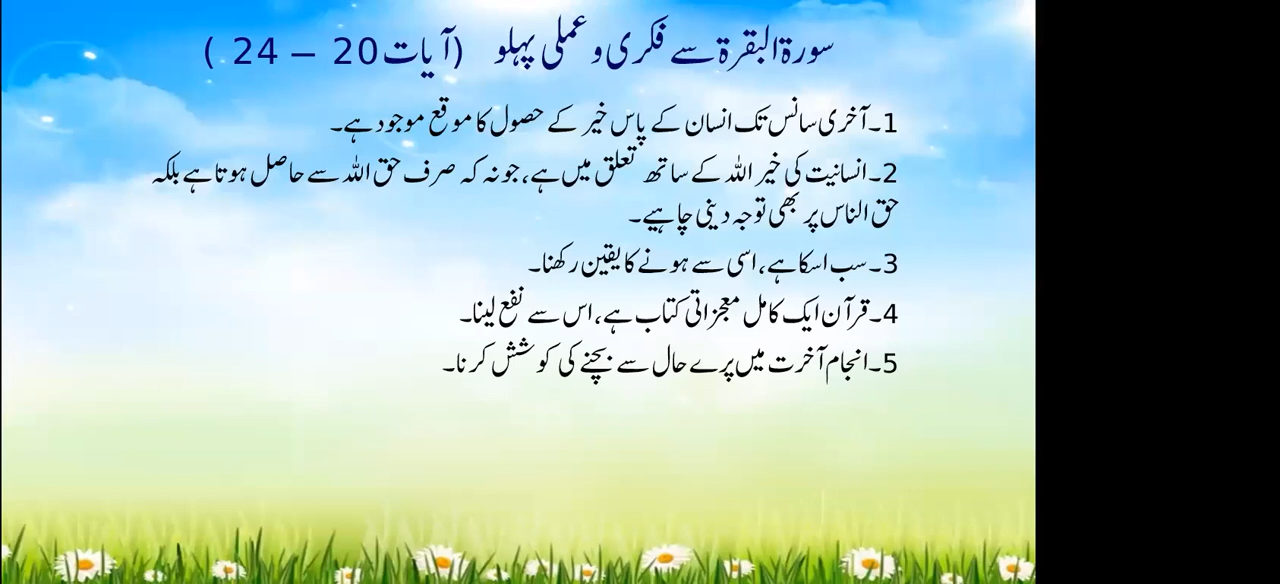 سورۃ البقرۃ سے فکری و عملی پہلو (آیات 20 – 24 )
1۔آخری سانس تک انسان کے پاس خیر کے حصول کا موقع موجود ہے۔
2۔انسانیت کی خیر اللہ کے ساتھ تعلق میں ہے، جو نہ کہ صرف حق اللہ سے حاصل ہوتا ہے بلکہ
حق الناس پر بھی توجہ دینی چاہیے۔
3۔سب اسکا ہے، اسی سے ہونے کا یقین رکھنا۔
4۔قرآن ایک کامل معجزاتی کتاب ہے، اس سے نفع لینا۔
5۔انجام آخرت میں پرے حال سے بچنے کی کوشش کرنا۔